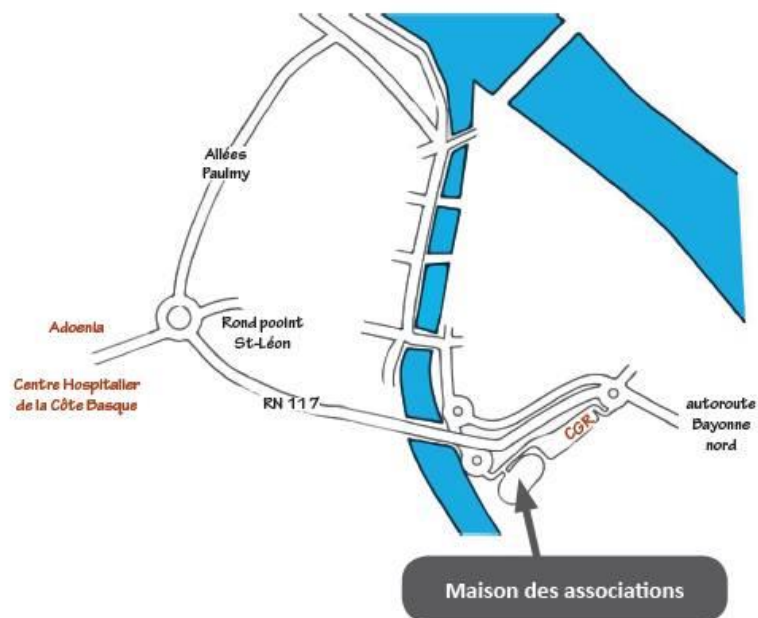 Allées
Paulmy
Adoenia
Rond pooint
St-Léon
Centre Hospitalier
de la Côte Basque
RN 117
CGR
autoroute
Bayonne
nord
Maison des associations